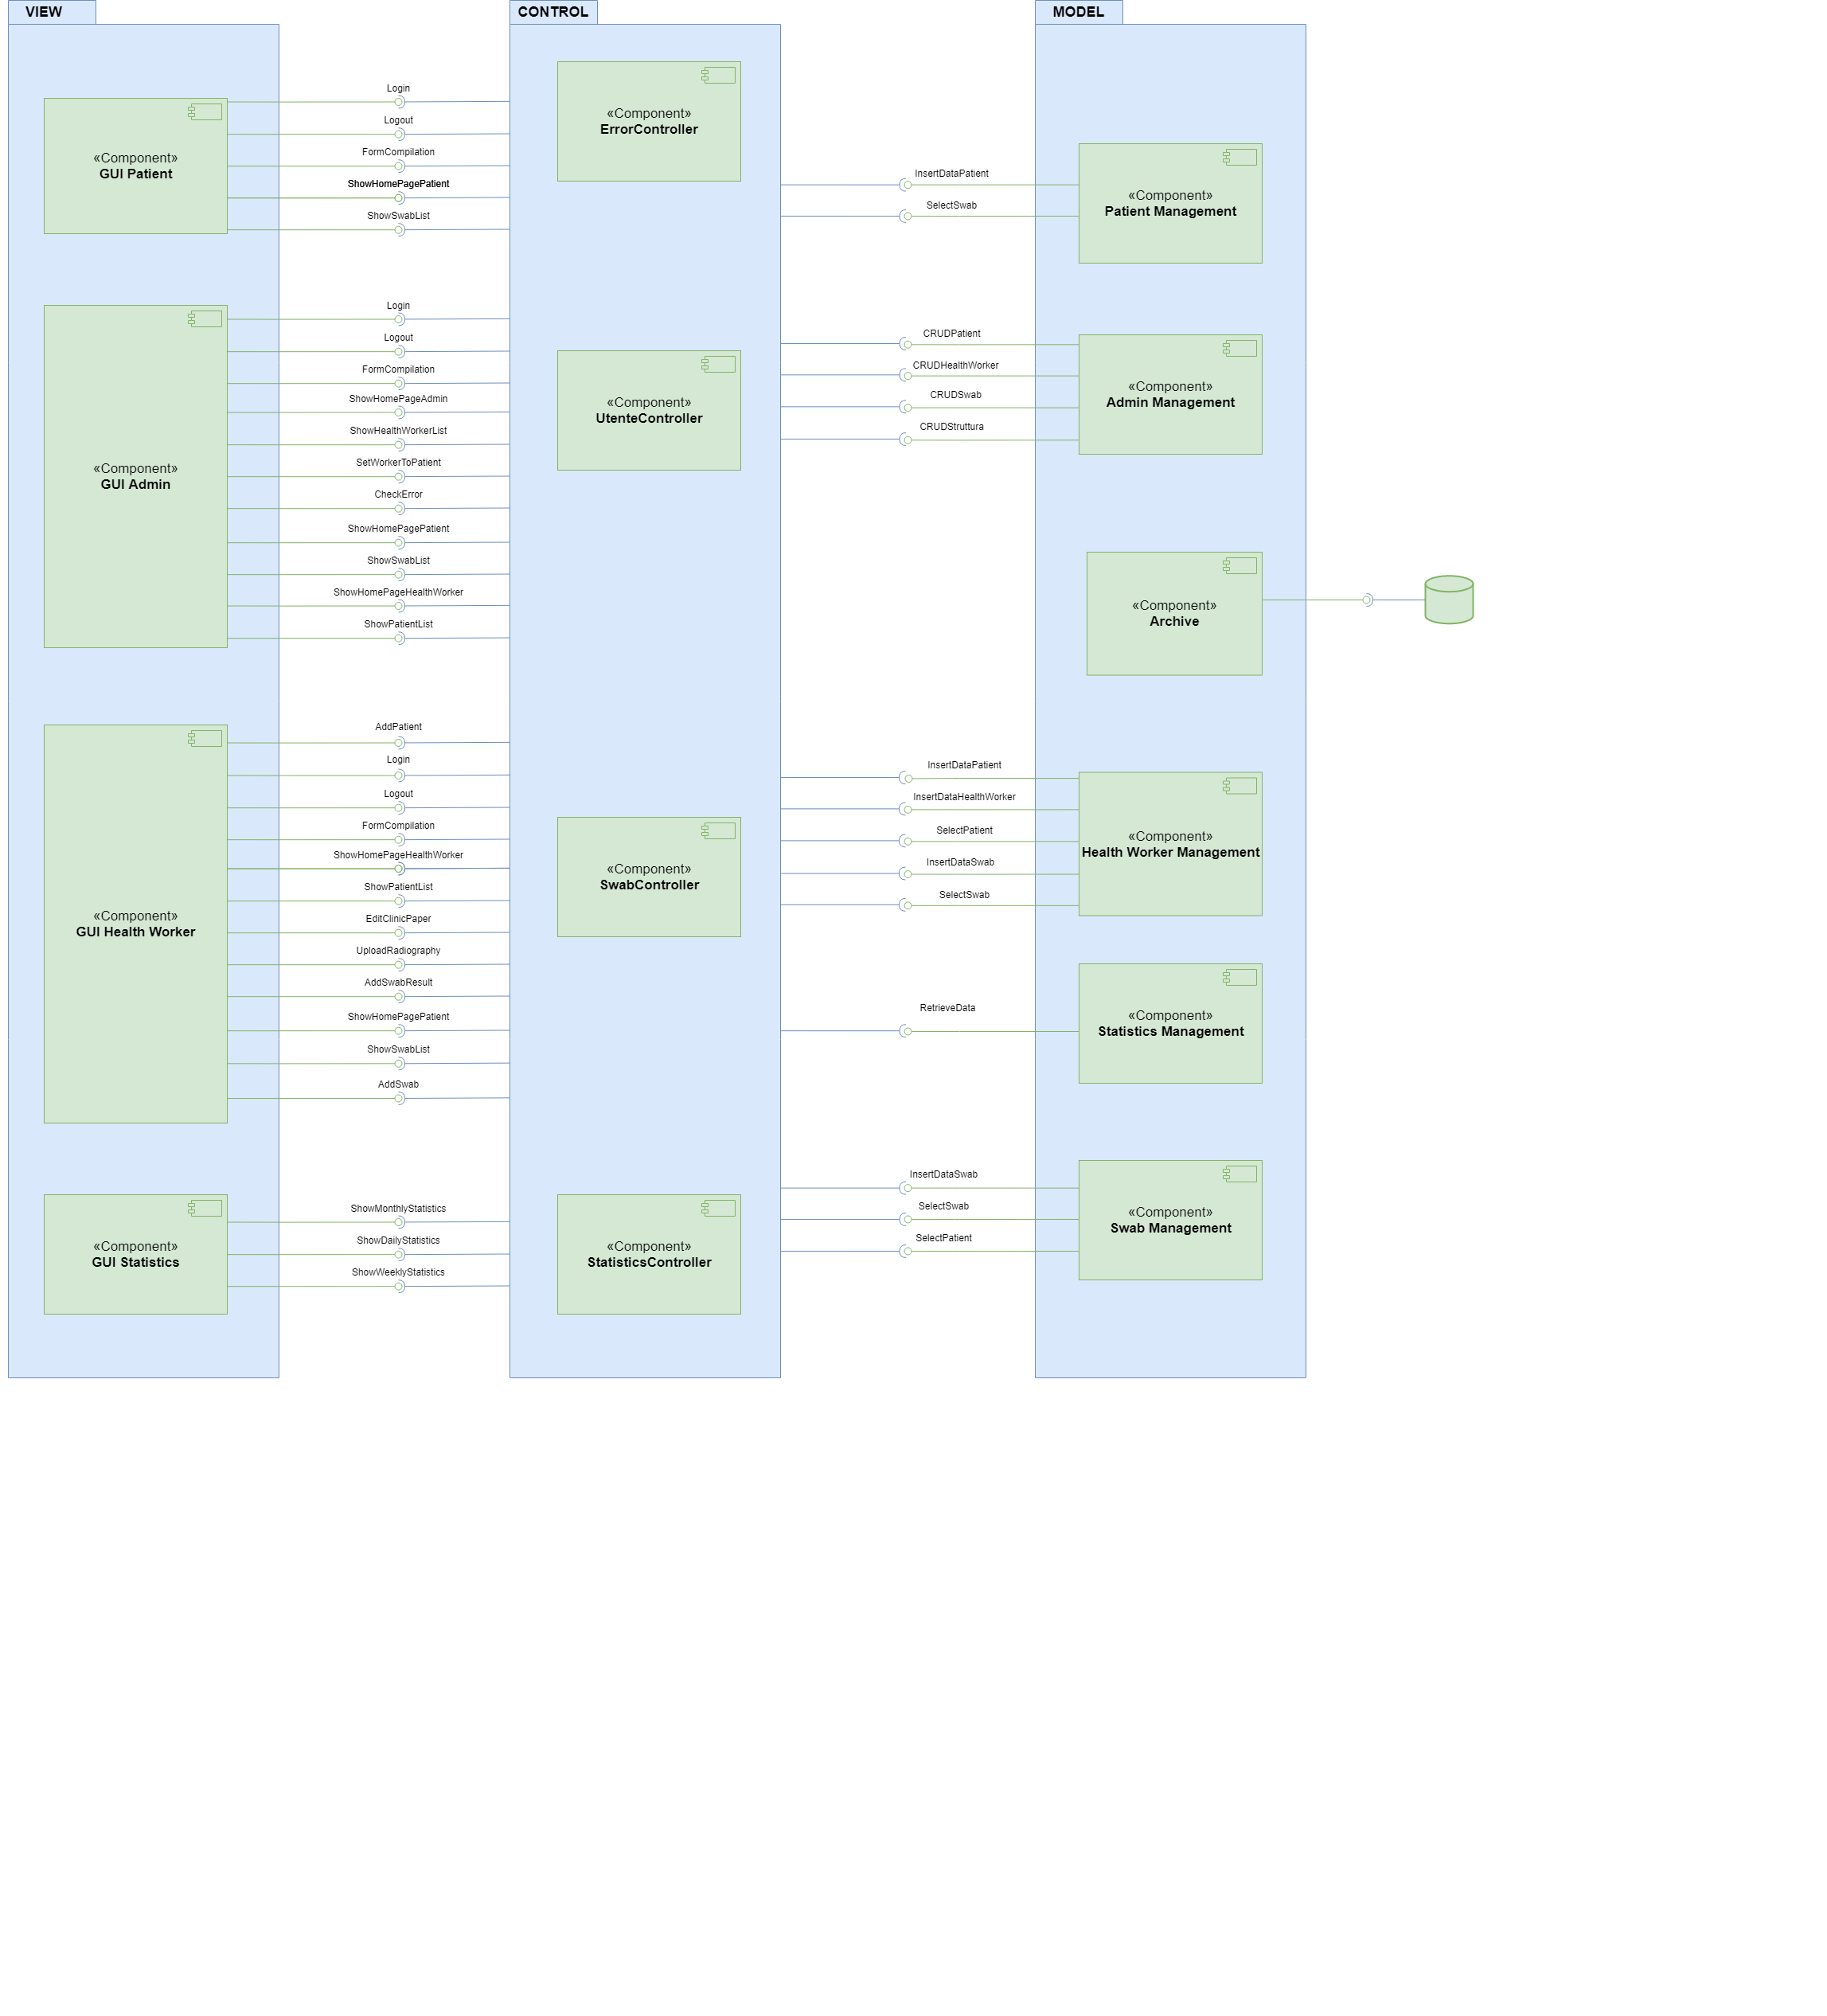 VIEW
CONTROL
MODEL
«Component»
GUI Patient
Login
Logout
FormCompilation
ShowHomePagePatient
ShowSwabList
«Component»
GUI Admin
Login
Logout
FormCompilation
ShowHomePageAdmin
ShowHealthWorkerList
SetWorkerToPatient
CheckError
ShowHomePagePatient
ShowSwabList
ShowHomePageHealthWorker
ShowPatientList
«Component»
GUI Health Worker
AddPatient
Login
Logout
FormCompilation
ShowHomePageHealthWorker
ShowPatientList
EditClinicPaper
UploadRadiography
AddSwabResult
ShowHomePagePatient
ShowSwabList
AddSwab
«Component»
GUI Statistics
ShowMonthlyStatistics
ShowDailyStatistics
ShowWeeklyStatistics
«Component»
ErrorController
«Component»
UtenteController
«Component»
SwabController
«Component»
StatisticsController
InsertDataPatient
SelectSwab
«Component»
Patient Management
CRUDPatient
CRUDHealthWorker
CRUDSwab
CRUDStruttura
«Component»
Admin Management
«Component»
Archive
InsertDataPatient
InsertDataHealthWorker
SelectPatient
InsertDataSwab
SelectSwab
«Component»
Health Worker Management
RetrieveData
«Component»
Statistics Management
InsertDataSwab
SelectSwab
SelectPatient
«Component»
Swab Management